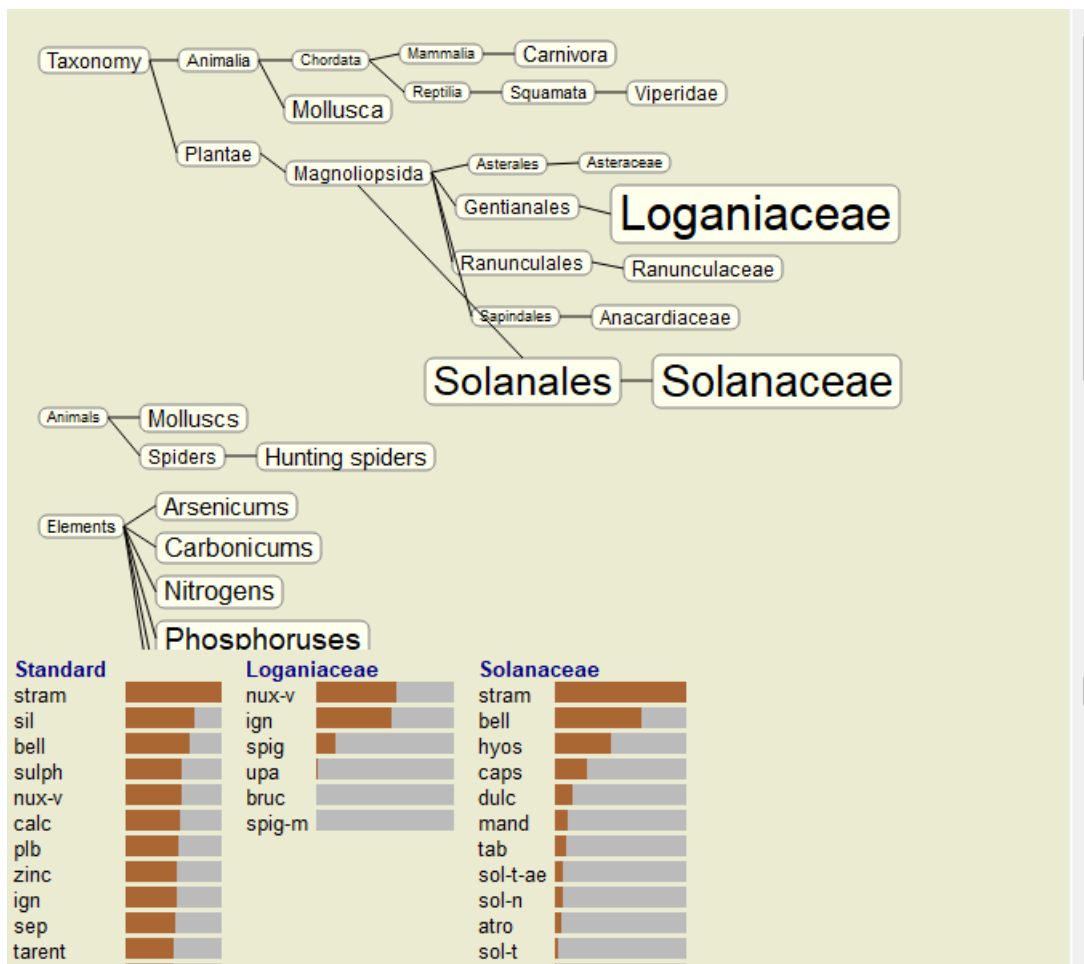 Taxonomy
Animalia
Chordata
Mammalia
Carnivora
Reptilia
Squamata
Viperidae
Mollusca
Plantae
Magnoliopsida
Asterales
Asteraceae
Gentianales
Loganiaceae
Ranunculales
Ranunculaceae
Sapindales
Anacardiaceae
Solanales
Solanaceae
Animals
Molluscs
Spiders
Hunting spiders
Elements
Arsenicums
Carbonicums
Nitrogens
Phosphoruses
Standard
stram
sil
bell
sulph
nux-v
calc
plb
zinc
ign
sep
tarent
Loganiaceae
nux-v
ign
spig
upa
bruc
spig-m
Solanaceae
stram
bell
hyos
caps
dulc
mand
tab
sol-t-ae
sol-n
atro
sol-t